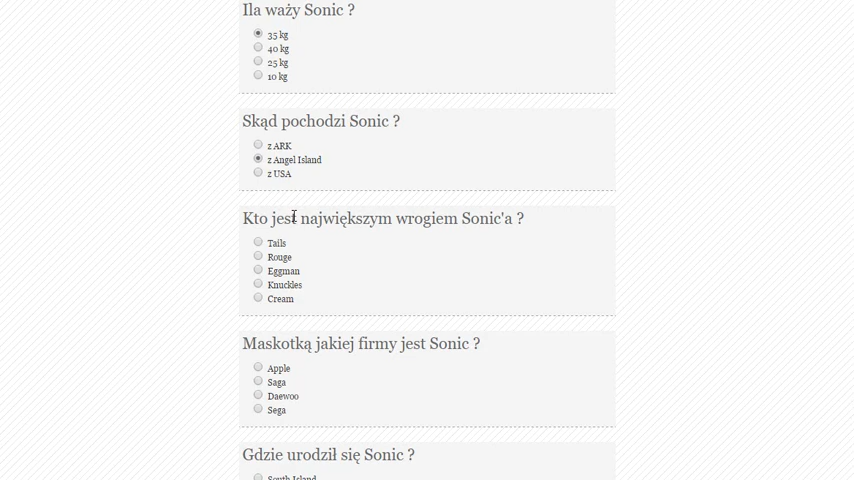 Ila waży Sonic ?
35 kg
40 kg
25 kg
10 kg
Skąd pochodzi Sonic ?
z ARK
z Angel Island
z USA
Kto jest największym wrogiem Sonic'a ?
Tails
Rouge
Eggman
Knuckles
Cream
Maskotką jakiej firmy jest Sonic ?
Apple
Saga
Daewoo
Sega
Gdzie urodził się Sonic ?
South Island